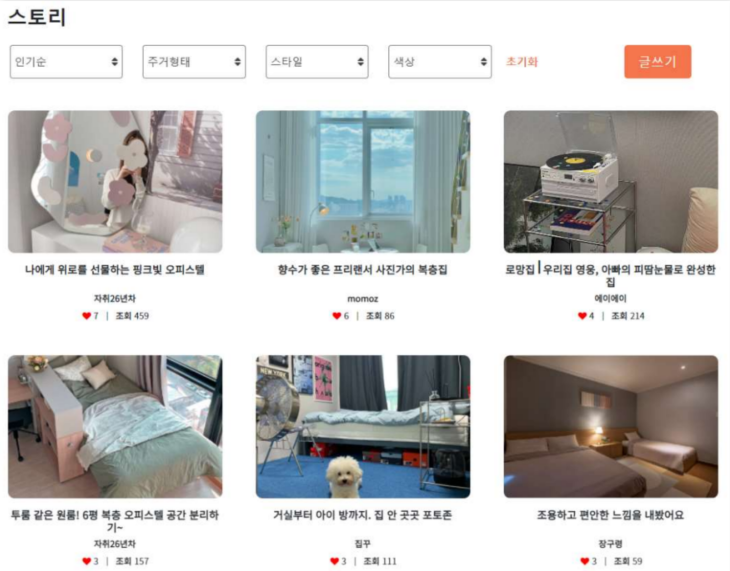 스토리
인기순
주거형태
스타일
색상
초기화
글쓰기
나에게 위로를 선물하는 핑크빛 오피스텔
자취26년차
7 | 조회 459
향수가 좋은 프리랜서 사진가의 복층집
momoz
6 | 조회 86
로망집|우리집 영웅, 아빠의 피땀눈물로 완성한
집
에이에이
4 | 조회 214
NEW YORK
투룸 같은 원룸! 6평 복층 오피스텔 공간 분리하
기~
자취26년차
3 | 조회 157
거실부터 아이 방까지. 집 안 곳곳 포토존
집꾸
3 | 조회 111
조용하고 편안한 느낌을 내봤어요
장구령
3 | 조회 59